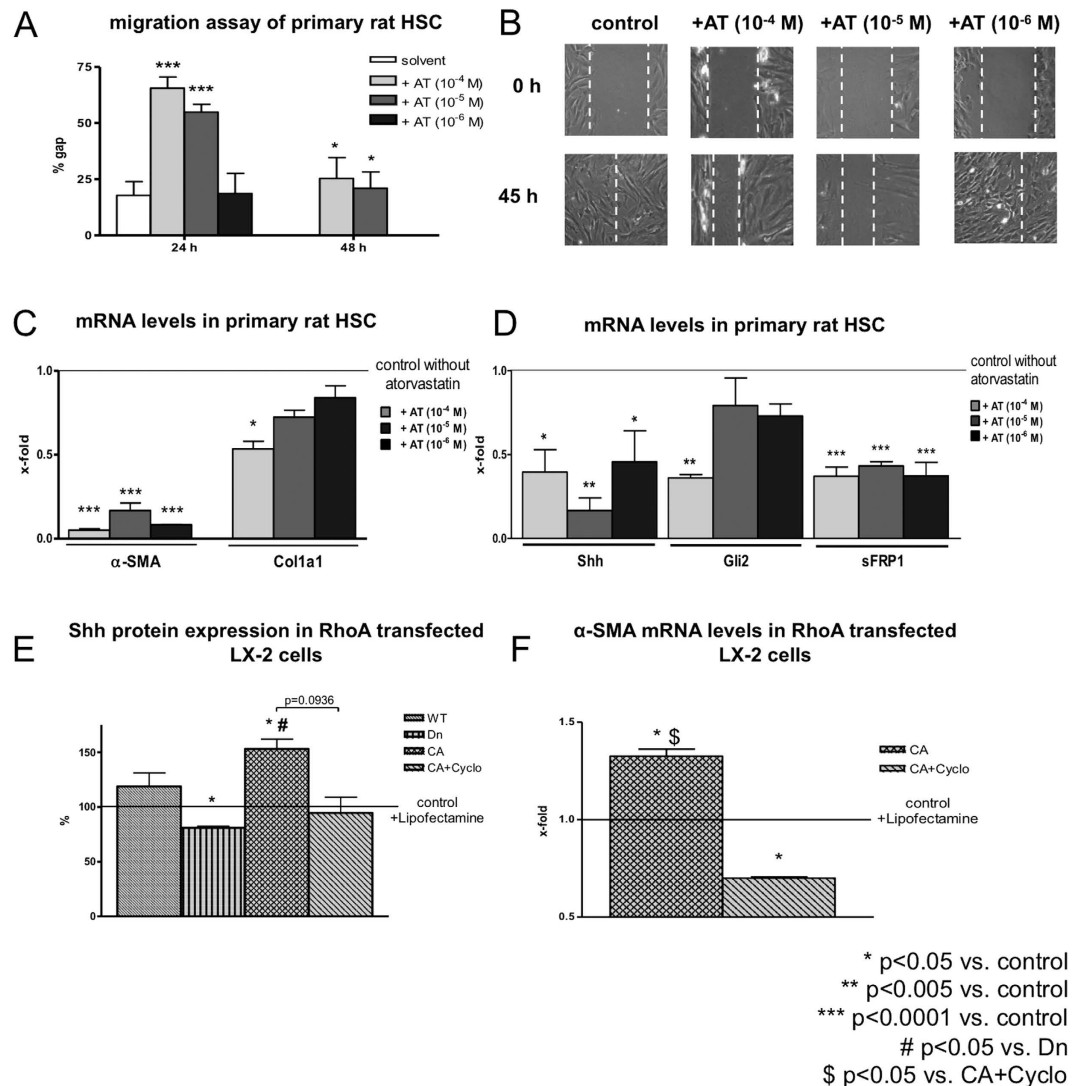 A
migration assay of primary rat HSC
solvent
+ AT (10⁻⁴ M)
+ AT (10⁻⁵ M)
+ AT (10⁻⁶ M)
75
50
25
0
% gap
***
***
*
*
24 h
48 h
B
control
+AT (10⁻⁴ M)
+AT (10⁻⁵ M)
+AT (10⁻⁶ M)
0 h
45 h
C
mRNA levels in primary rat HSC
control without
atorvastatin
+ AT (10⁻⁴ M)
+ AT (10⁻⁵ M)
+ AT (10⁻⁶ M)
1.0
0.5
0.0
x-fold
***
***
***
*
α-SMA
Col1a1
D
mRNA levels in primary rat HSC
control without
atorvastatin
+ AT (10⁻⁴ M)
+ AT (10⁻⁵ M)
+ AT (10⁻⁶ M)
1.0
0.5
0.0
x-fold
*
**
*
**
***
***
***
Shh
Gli2
sFRP1
E
Shh protein expression in RhoA transfected
LX-2 cells
p=0.0936
WT
Dn
CA
CA+Cyclo
150
100
50
0
%
*
* #
control
+Lipofectamine
F
α-SMA mRNA levels in RhoA transfected
LX-2 cells
1.5
1.0
0.5
x-fold
* $
*
CA
CA+Cyclo
control
+Lipofectamine
* p<0.05 vs. control
** p<0.005 vs. control
*** p<0.0001 vs. control
# p<0.05 vs. Dn
$ p<0.05 vs. CA+Cyclo